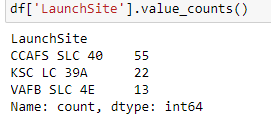 df['LaunchSite'].value_counts()
LaunchSite
CCAFS SLC 40    55
KSC LC 39A      22
VAFB SLC 4E     13
Name: count, dtype: int64